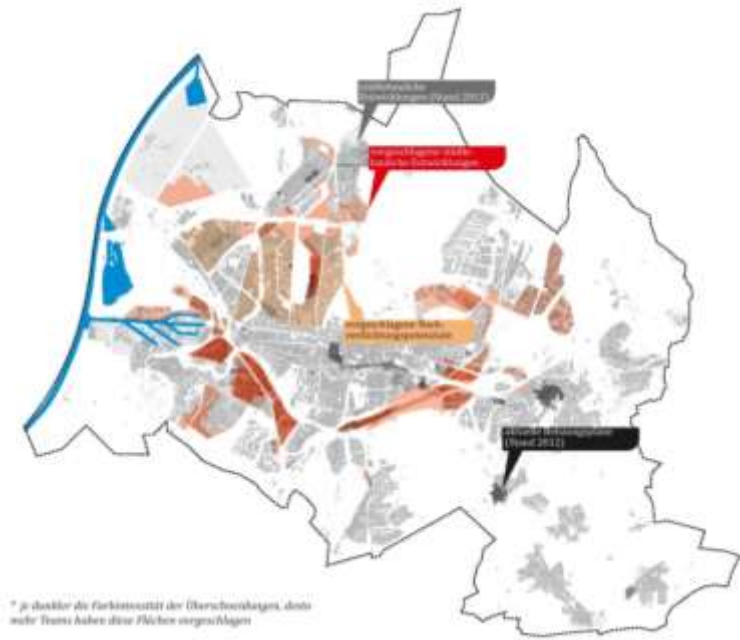 städtebauliche
Entwicklungen (Stand 2012)
vorgeschlagene städte-
bauliche Entwicklungen
vorgeschlagene Nach-
verdichtungspotentiale
aktuelle Bebauungspläne
(Stand 2012)
* je dunkler die Farbintensität der Überschneidungen, desto
mehr Teams haben diese Flächen vorgeschlagen